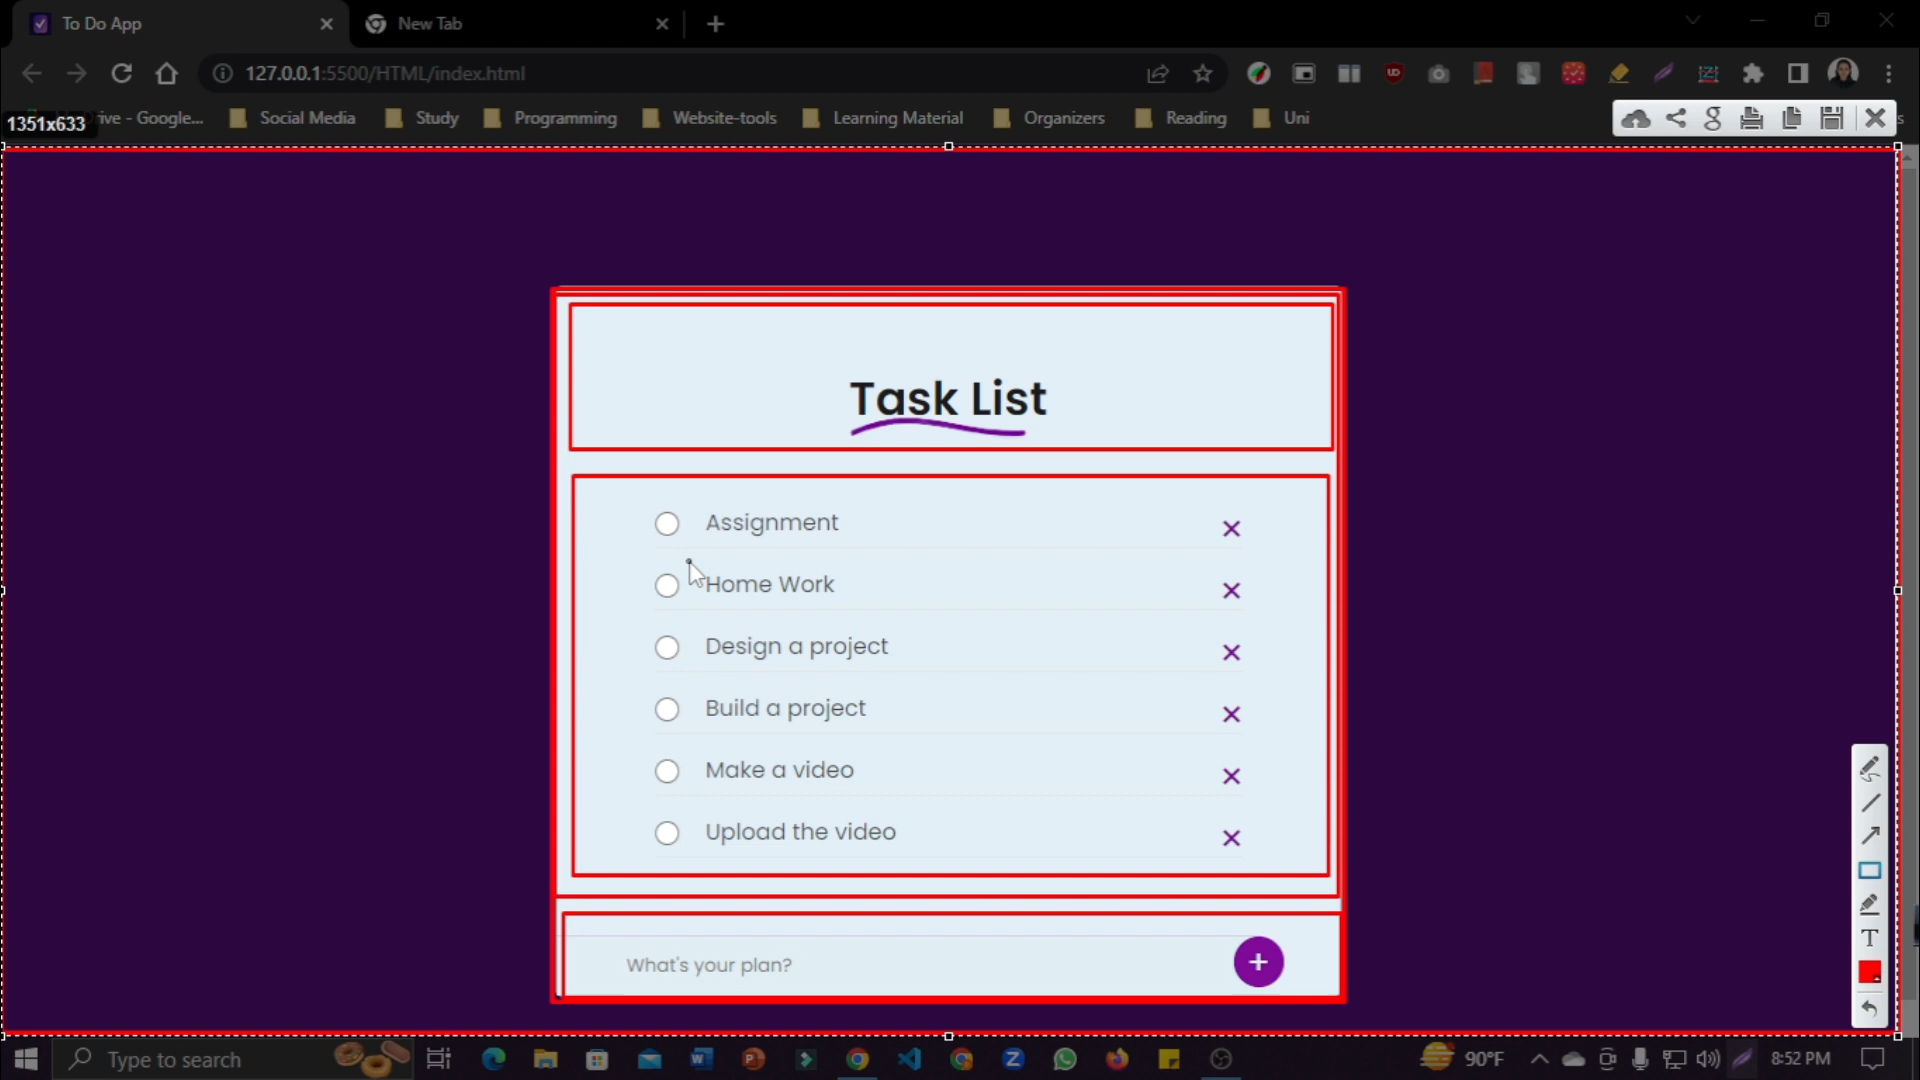 To Do App
New Tab
127.0.0.1:5500/HTML/index.html
1351x633
rive - Google...
Social Media
Study
Programming
Website-tools
Learning Material
Organizers
Reading
Uni
Task List
Assignment
Home Work
Design a project
Build a project
Make a video
Upload the video
What's your plan?
Type to search
90°F
8:52 PM